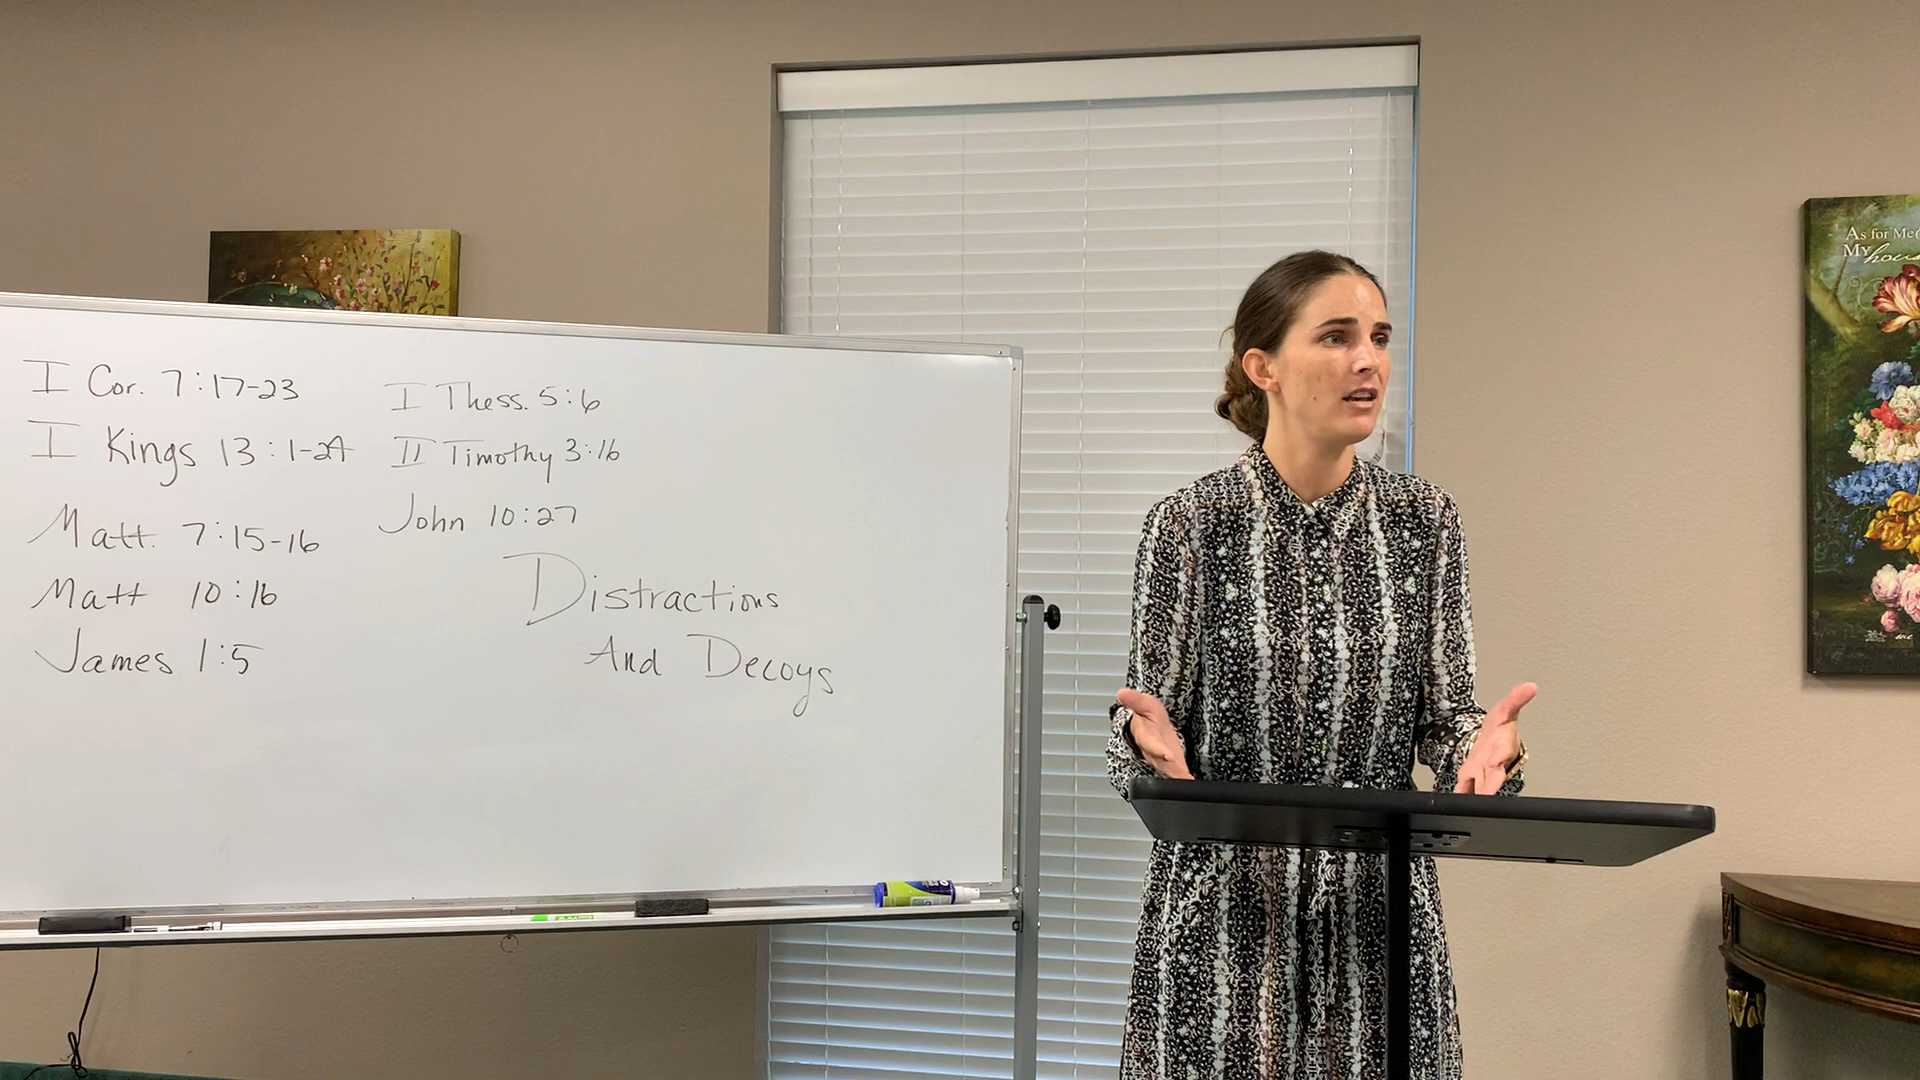 I Cor. 7:17-23
I Kings 13:1-24
Matt. 7:15-16
Matt 10:16
James 1:5
I Thess. 5:6
II Timothy 3:16
John 10:27
Distractions
And Decoys
As for Me
My hous